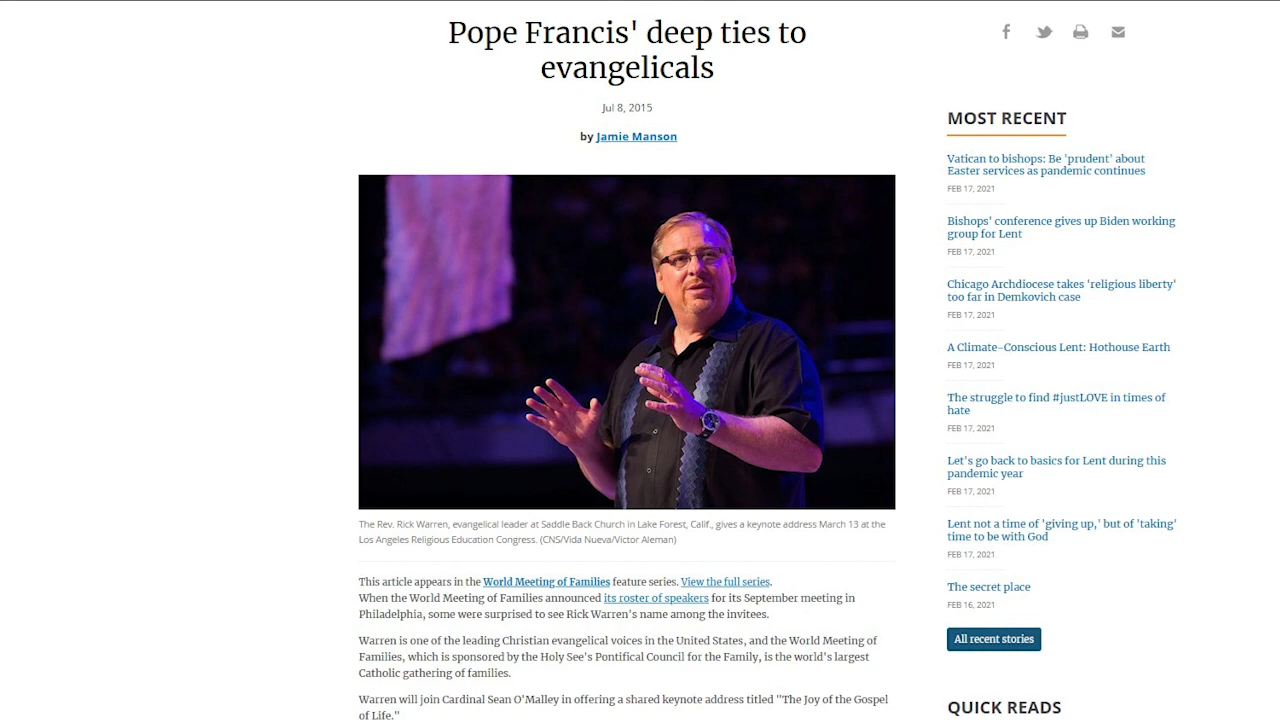 Pope Francis' deep ties to
evangelicals
Jul 8, 2015
by Jamie Manson
The Rev. Rick Warren, evangelical leader at Saddle Back Church in Lake Forest, Calif., gives a keynote address March 13 at the
Los Angeles Religious Education Congress. (CNS/Vida Nueva/Victor Aleman)
This article appears in the World Meeting of Families feature series. View the full series.
When the World Meeting of Families announced its roster of speakers for its September meeting in
Philadelphia, some were surprised to see Rick Warren's name among the invitees.
Warren is one of the leading Christian evangelical voices in the United States, and the World Meeting of
Families, which is sponsored by the Holy See's Pontifical Council for the Family, is the world's largest
Catholic gathering of families.
Warren will join Cardinal Sean O'Malley in offering a shared keynote address titled "The Joy of the Gospel
of Life."
MOST RECENT
Vatican to bishops: Be 'prudent' about
Easter services as pandemic continues
FEB 17, 2021
Bishops' conference gives up Biden working
group for Lent
FEB 17, 2021
Chicago Archdiocese takes 'religious liberty'
too far in Demkovich case
FEB 17, 2021
A Climate-Conscious Lent: Hothouse Earth
FEB 17, 2021
The struggle to find #justLOVE in times of
hate
FEB 17, 2021
Let's go back to basics for Lent during this
pandemic year
FEB 17, 2021
Lent not a time of 'giving up,' but of 'taking'
time to be with God
FEB 17, 2021
The secret place
FEB 16, 2021
All recent stories
QUICK READS